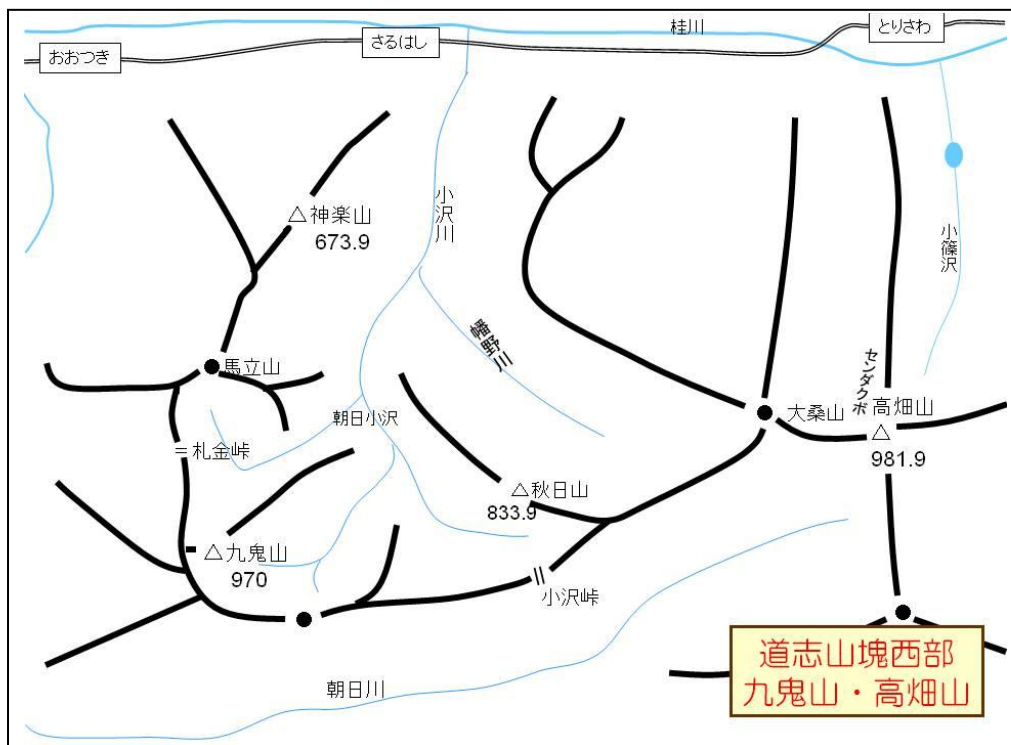 桂川
とりさわ
さるはし
おおつき
小沢川
△神楽山
673.9
小篠沢
幡野川
馬立山
センダクボ
朝日小沢
大桑山
高畑山
△
981.9
=札金峠
△秋日山
833.9
△九鬼山
970
小沢峠
朝日川
道志山塊西部
九鬼山・高畑山